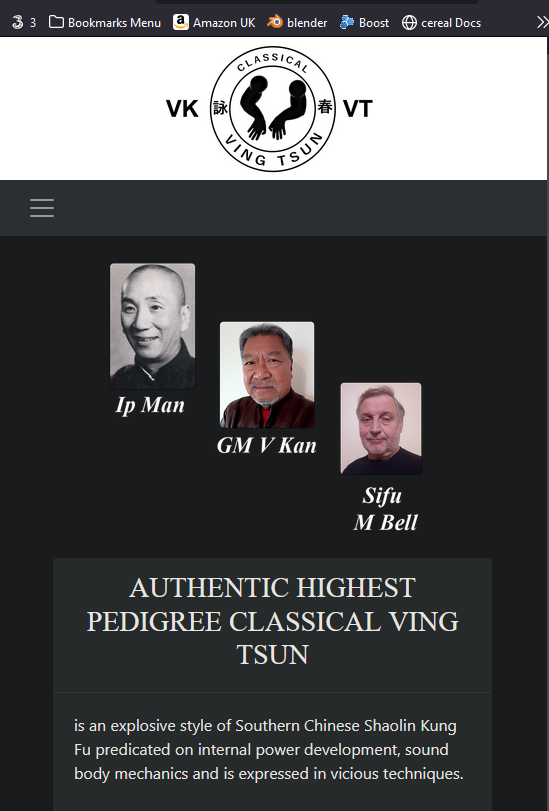 3 Bookmarks Menu Amazon UK blender Boost cereal Docs
CLASSICAL
VK 詠 春 VT
VING TSUN
Ip Man
GM V Kan
Sifu
M Bell
AUTHENTIC HIGHEST
PEDIGREE CLASSICAL VING
TSUN
is an explosive style of Southern Chinese Shaolin Kung
Fu predicated on internal power development, sound
body mechanics and is expressed in vicious techniques.